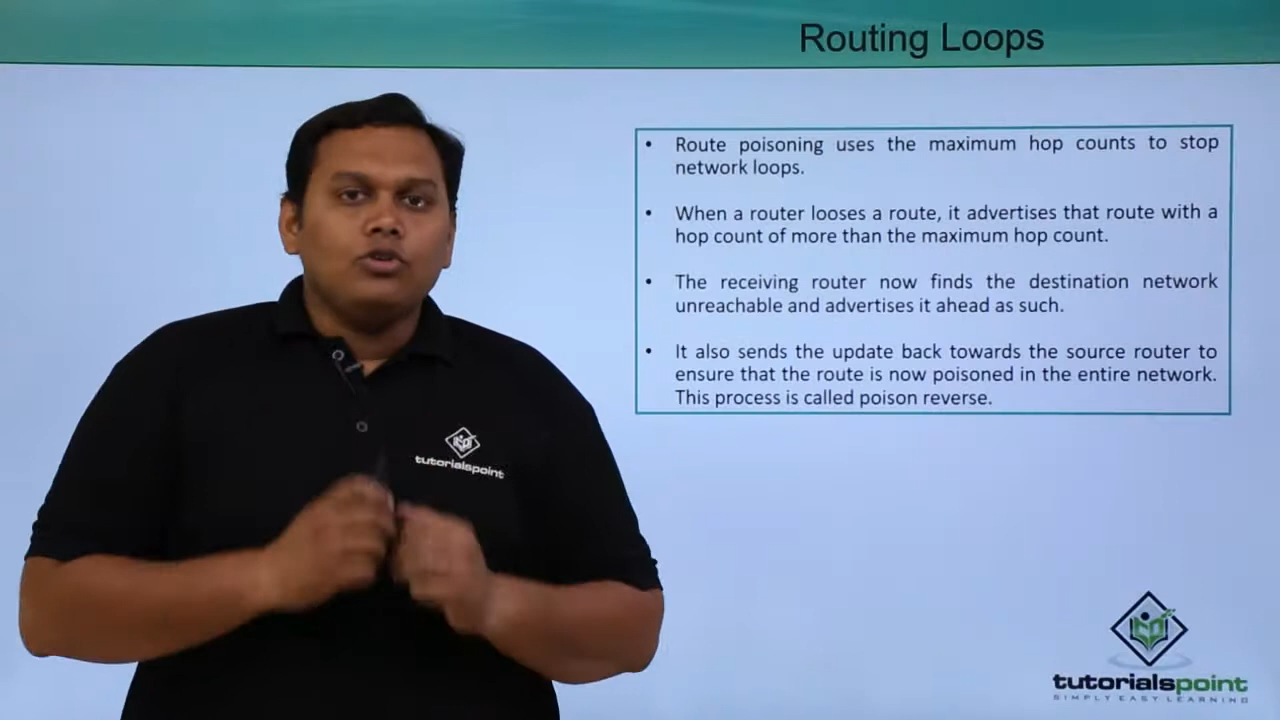 Routing Loops
• Route poisoning uses the maximum hop counts to stop
network loops.
• When a router looses a route, it advertises that route with a
hop count of more than the maximum hop count.
• The receiving router now finds the destination network
unreachable and advertises it ahead as such.
• It also sends the update back towards the source router to
ensure that the route is now poisoned in the entire network.
This process is called poison reverse.
tutorialspoint
tutorialspoint
SIMPLY EASY LEARNING